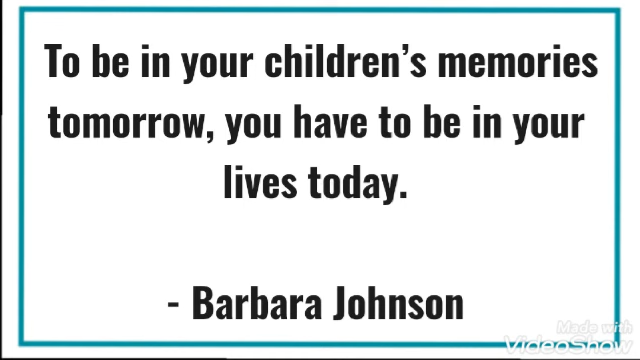 To be in your children’s memories
tomorrow, you have to be in your
lives today.
- Barbara Johnson
Made with
VideoShow